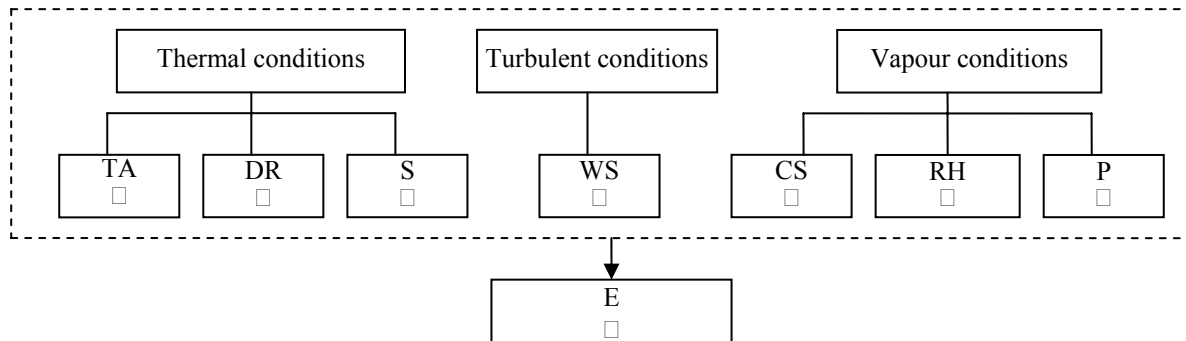 Thermal conditions Turbulent conditions Vapour conditions
TA DR S WS CS RH P
□ □ □ □ □ □ □
E
□